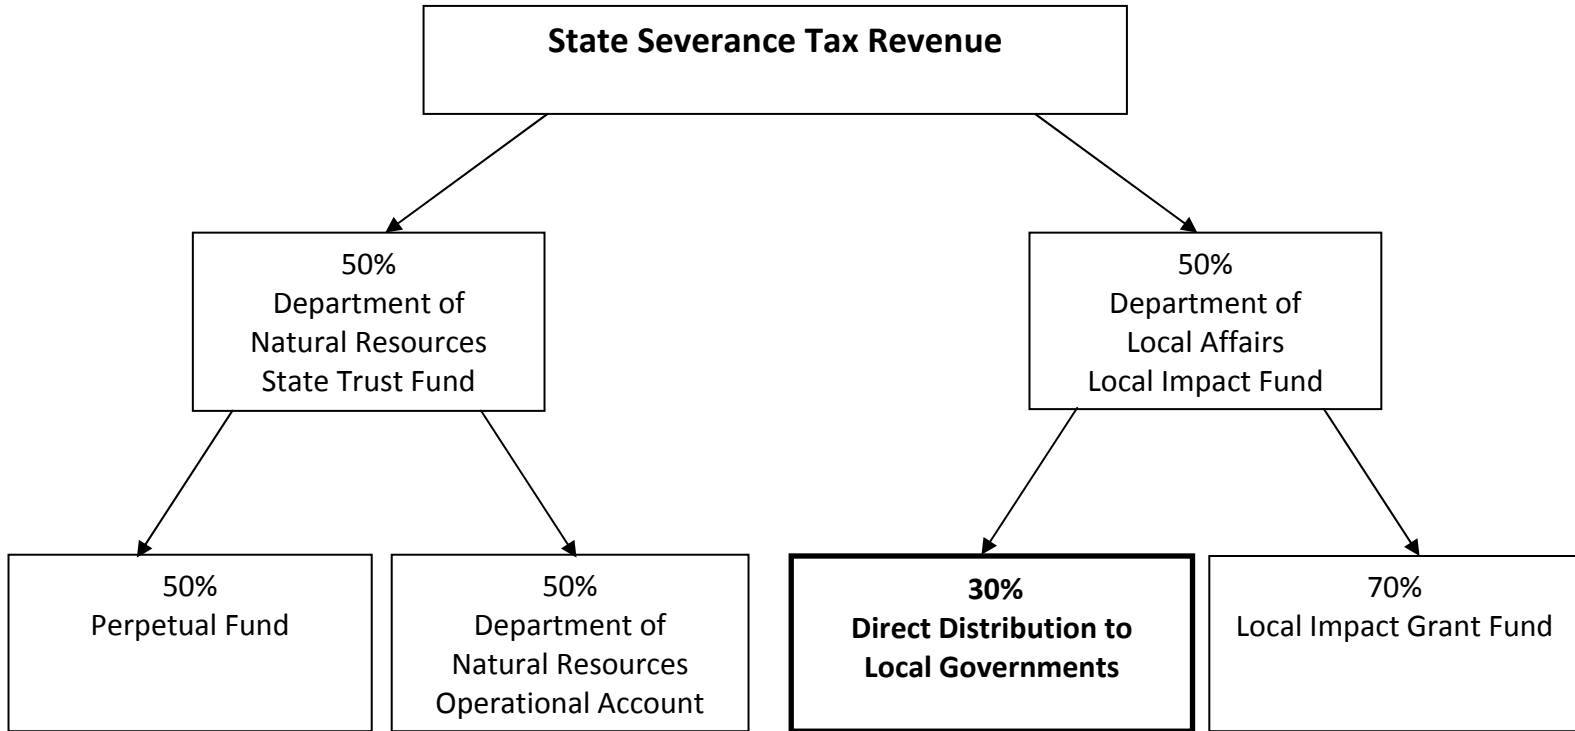 State Severance Tax Revenue
50%
Department of
Natural Resources
State Trust Fund
50%
Department of
Local Affairs
Local Impact Fund
50%
Perpetual Fund
50%
Department of
Natural Resources
Operational Account
30%
Direct Distribution to
Local Governments
70%
Local Impact Grant Fund